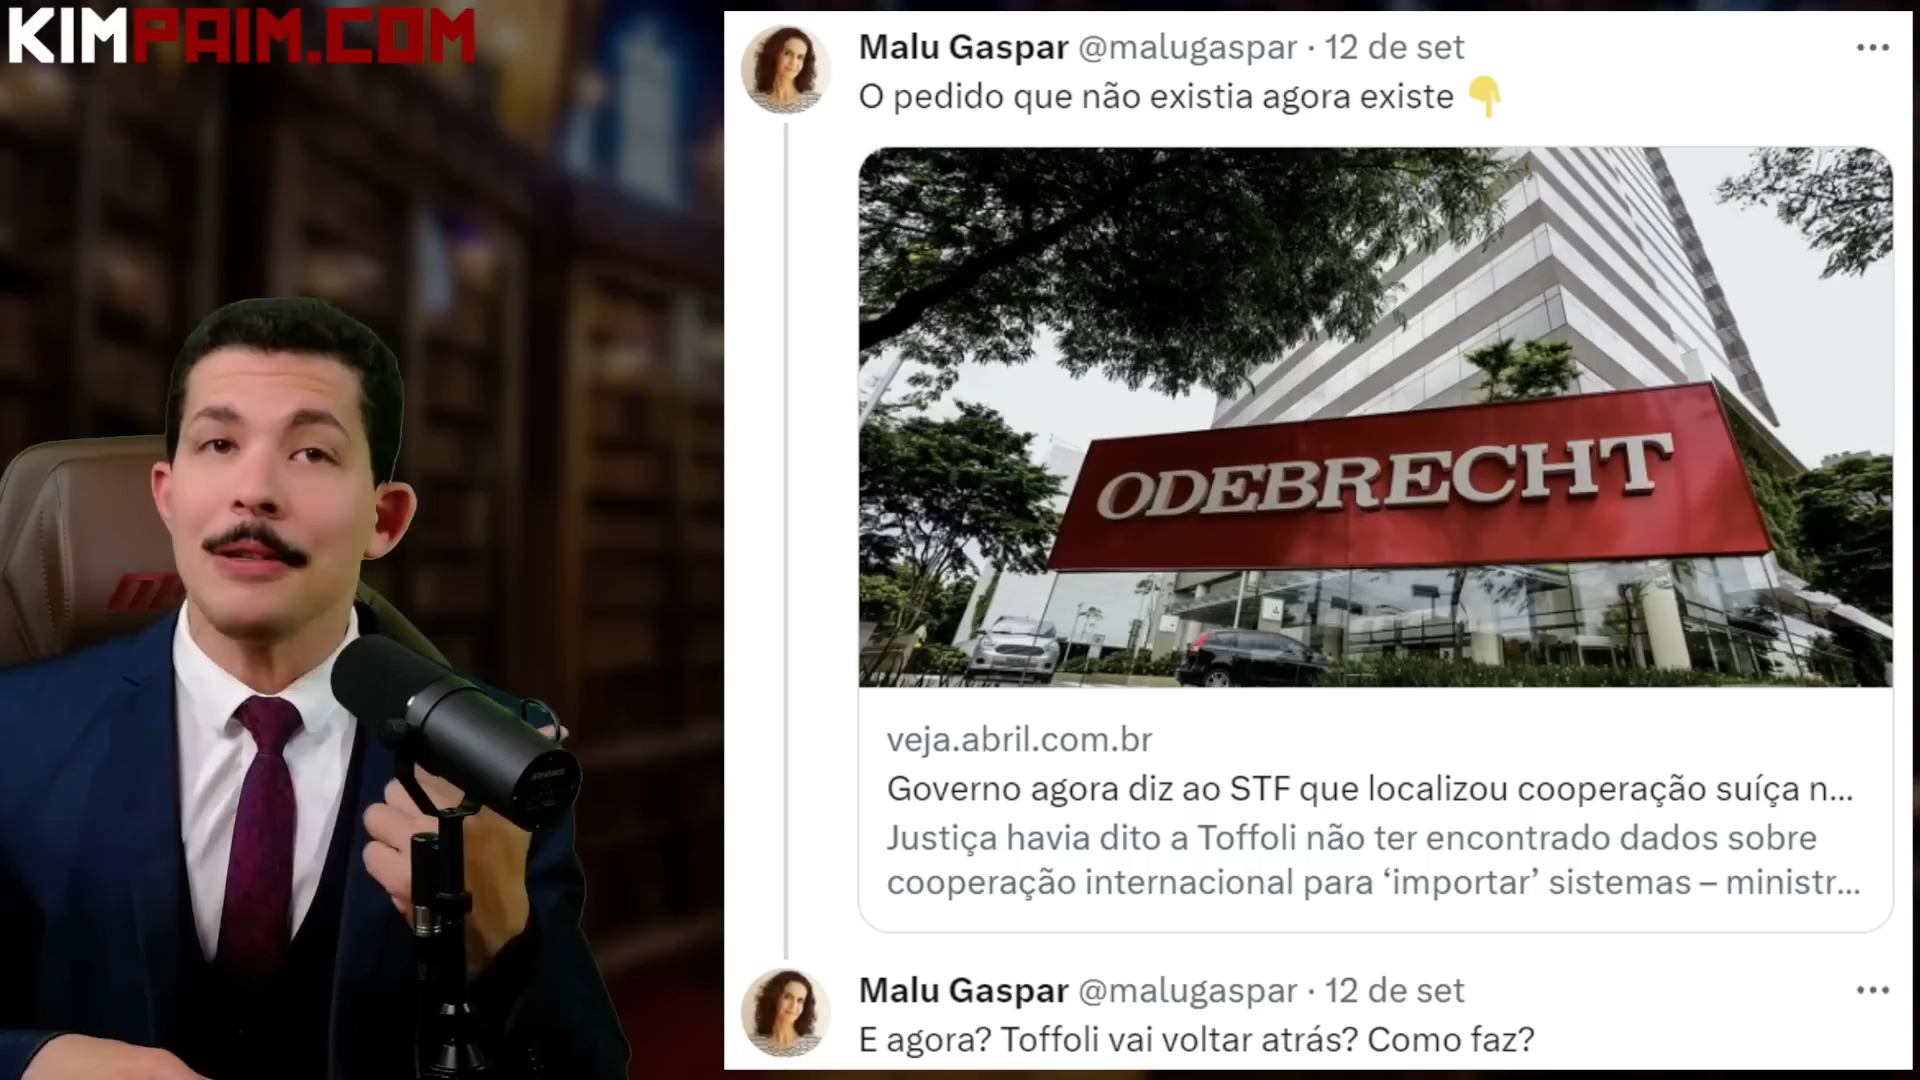 KIMPAIM.COM
Malu Gaspar @malugaspar · 12 de set
O pedido que não existia agora existe 👇
ODEBRECHT
veja.abril.com.br
Governo agora diz ao STF que localizou cooperação suíça n...
Justiça havia dito a Toffoli não ter encontrado dados sobre
cooperação internacional para ‘importar’ sistemas – ministr...
Malu Gaspar @malugaspar · 12 de set
E agora? Toffoli vai voltar atrás? Como faz?